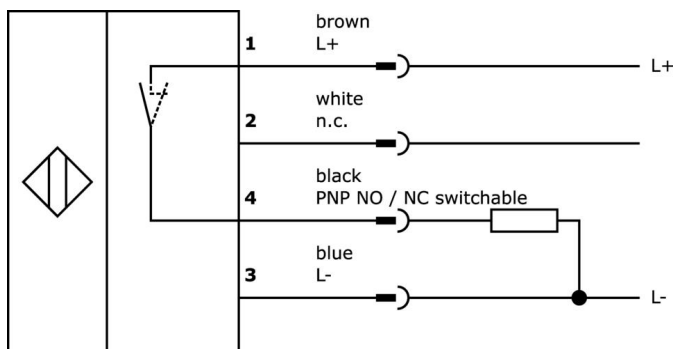 brown
1 L+
L+
white
2 n.c.
black
4 PNP NO / NC switchable
blue
3 L-
L-